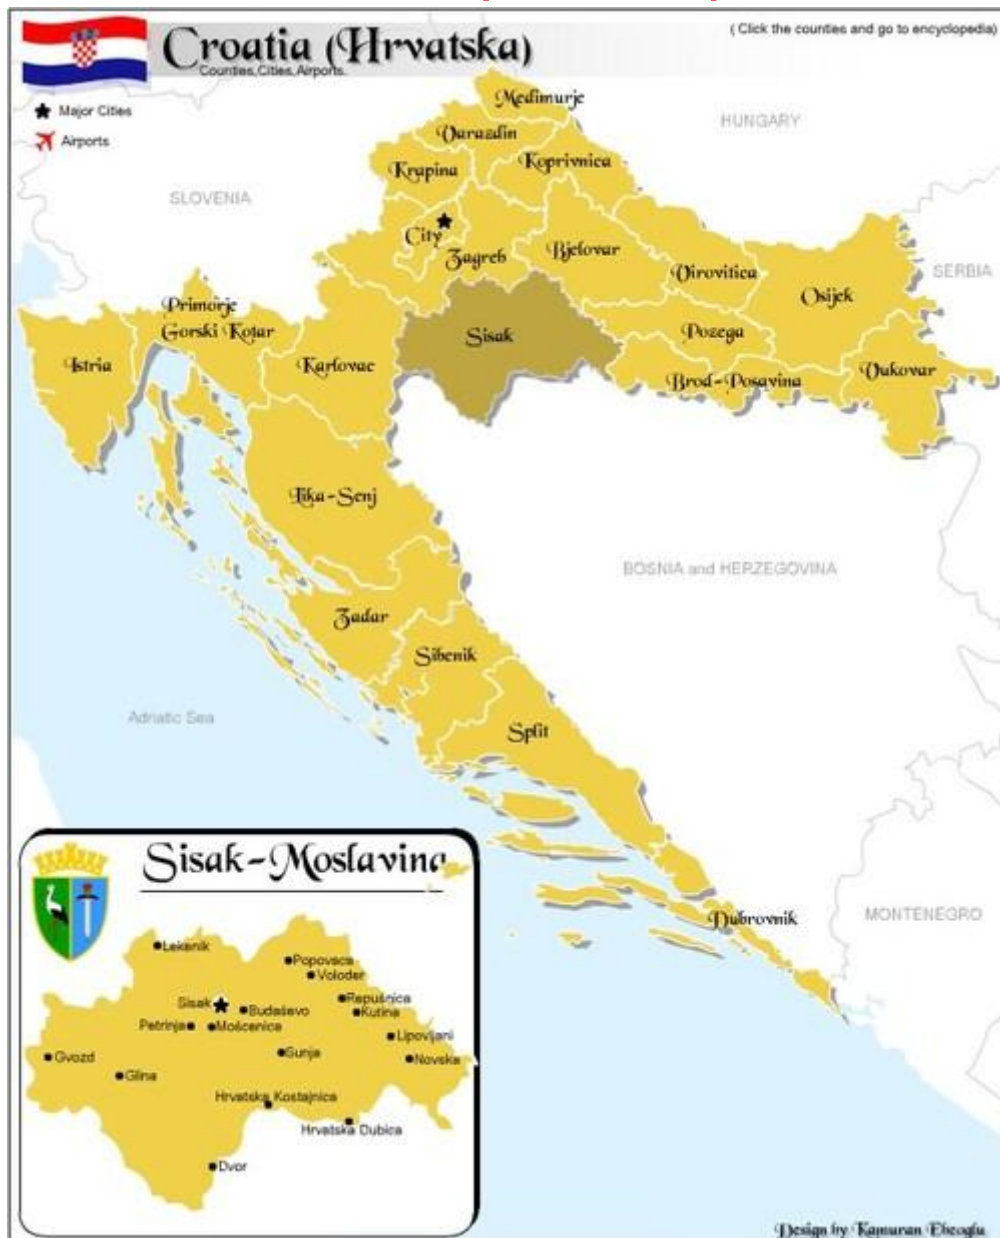 Croatia (Hrvatska)
Counties, Cities, Airports.
( Click the counties and go to encyclopedia)
Major Cities
Airports
HUNGARY
SLOVENIA
SERBIA
BOSNIA and HERZEGOVINA
MONTENEGRO
Adriatic Sea
Medimurje
Varazdin
Krapina
Koprivnica
City
Zagreb
Bjelovar
Virovitica
Osijek
Primorje
Gorski Kotar
Istria
Karlovac
Sisak
Pozega
Brod-Posavina
Vukovar
Lika-Senj
Zadar
Sibenik
Split
Dubrovnik
Sisak-Moslavina
Lekenik
Popovaca
Voloder
Sisak
Budaševo
Repušnica
Kutina
Petrinja
Mošcenica
Lipovljani
Gvozd
Sunja
Novska
Glina
Hrvatska Kostajnica
Hrvatska Dubica
Dvor
Design by Kamuran Ebeoglu